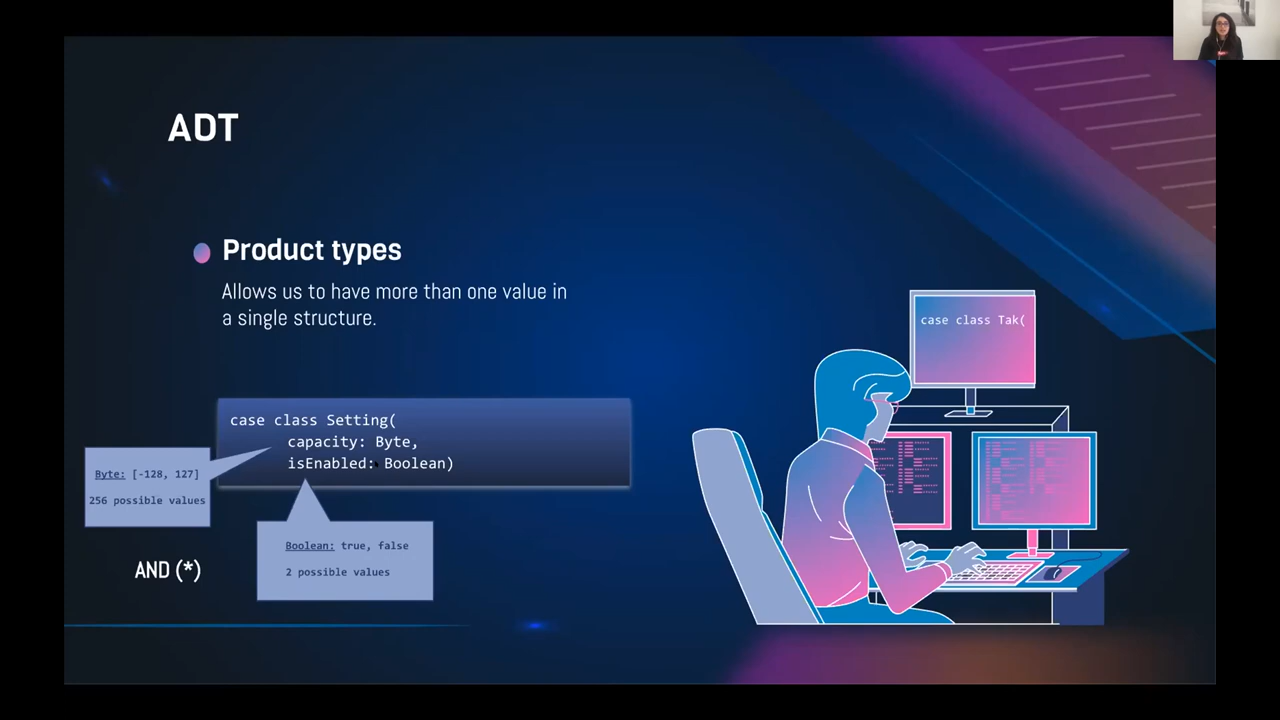 ADT
Product types
Allows us to have more than one value in
a single structure.
case class Setting(
capacity: Byte,
isEnabled: Boolean)
Byte: [-128, 127]
256 possible values
Boolean: true, false
2 possible values
AND (*)
case class Tak(